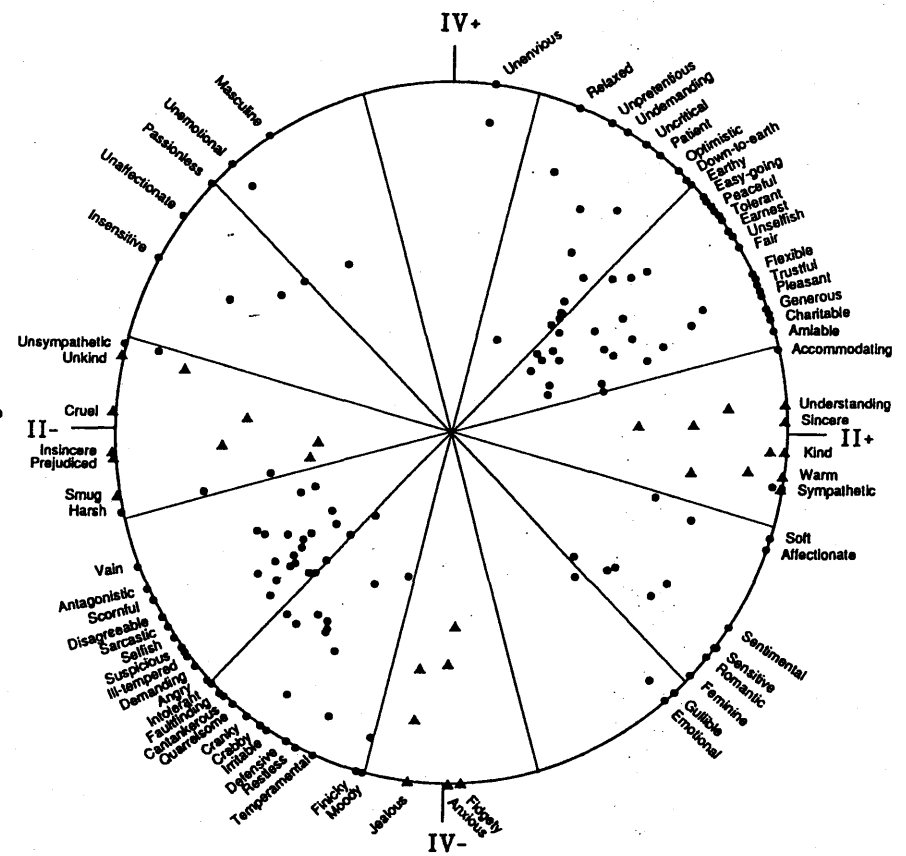 IV+
Unenvious
Relaxed
Unpretentious
Undemanding
Uncritical
Patient
Optimistic
Down-to-earth
Earthy
Easy-going
Peaceful
Tolerant
Earnest
Unselfish
Fair
Flexible
Trustful
Pleasant
Generous
Charitable
Amiable
Accommodating
Understanding
Sincere
II+
Kind
Warm
Sympathetic
Soft
Affectionate
Sentimental
Sensitive
Romantic
Feminine
Gullible
Emotional
Fidgety
Anxious
IV-
Jealous
Moody
Finicky
Temperamental
Restless
Defensive
Irritable
Crabby
Cranky
Quarrelsome
Cantankerous
Faultfinding
Intolerant
Angry
Demanding
Ill-tempered
Suspicious
Selfish
Sarcastic
Disagreeable
Scornful
Antagonistic
Vain
Harsh
Smug
Prejudiced
Insincere
II-
Cruel
Unkind
Unsympathetic
Insensitive
Unaffectionate
Passionless
Unemotional
Masculine